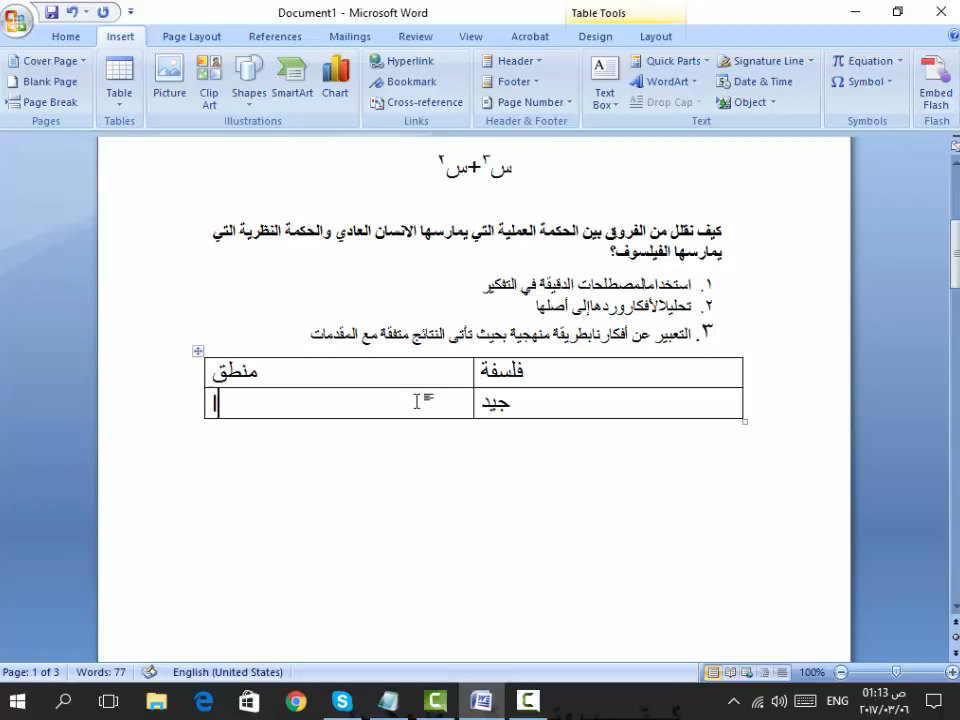 Document1 - Microsoft Word
Table Tools
Home Insert Page Layout References Mailings Review View Acrobat Design Layout
Cover Page
Blank Page
Page Break
Pages
Table
Tables
Picture
Clip Art
Shapes
SmartArt
Chart
Illustrations
Hyperlink
Bookmark
Cross-reference
Links
Header
Footer
Page Number
Header & Footer
Text Box
Quick Parts
WordArt
Drop Cap
Signature Line
Date & Time
Object
Text
Equation
Symbol
Symbols
Embed Flash
Flash
س٣+س٢
كيف نقلل من الفروق بين الحكمة العملية التي يمارسها الانسان العادي والحكمة النظرية التي
يمارسها الفيلسوف؟
١. استخدامالمصطلحات الدقيقة في التفكير
٢. تحليلالأفكاروردهاإلى أصلها
٣. التعبير عن أفكارنابطريقة منهجية بحيث تأتى النتائج متفقة مع المقدمات
فلسفة منطق
جيد ا
Page: 1 of 3 Words: 77 English (United States) 100%
ENG
01:13 ص
٢٠١٧/٠٣/٠٦